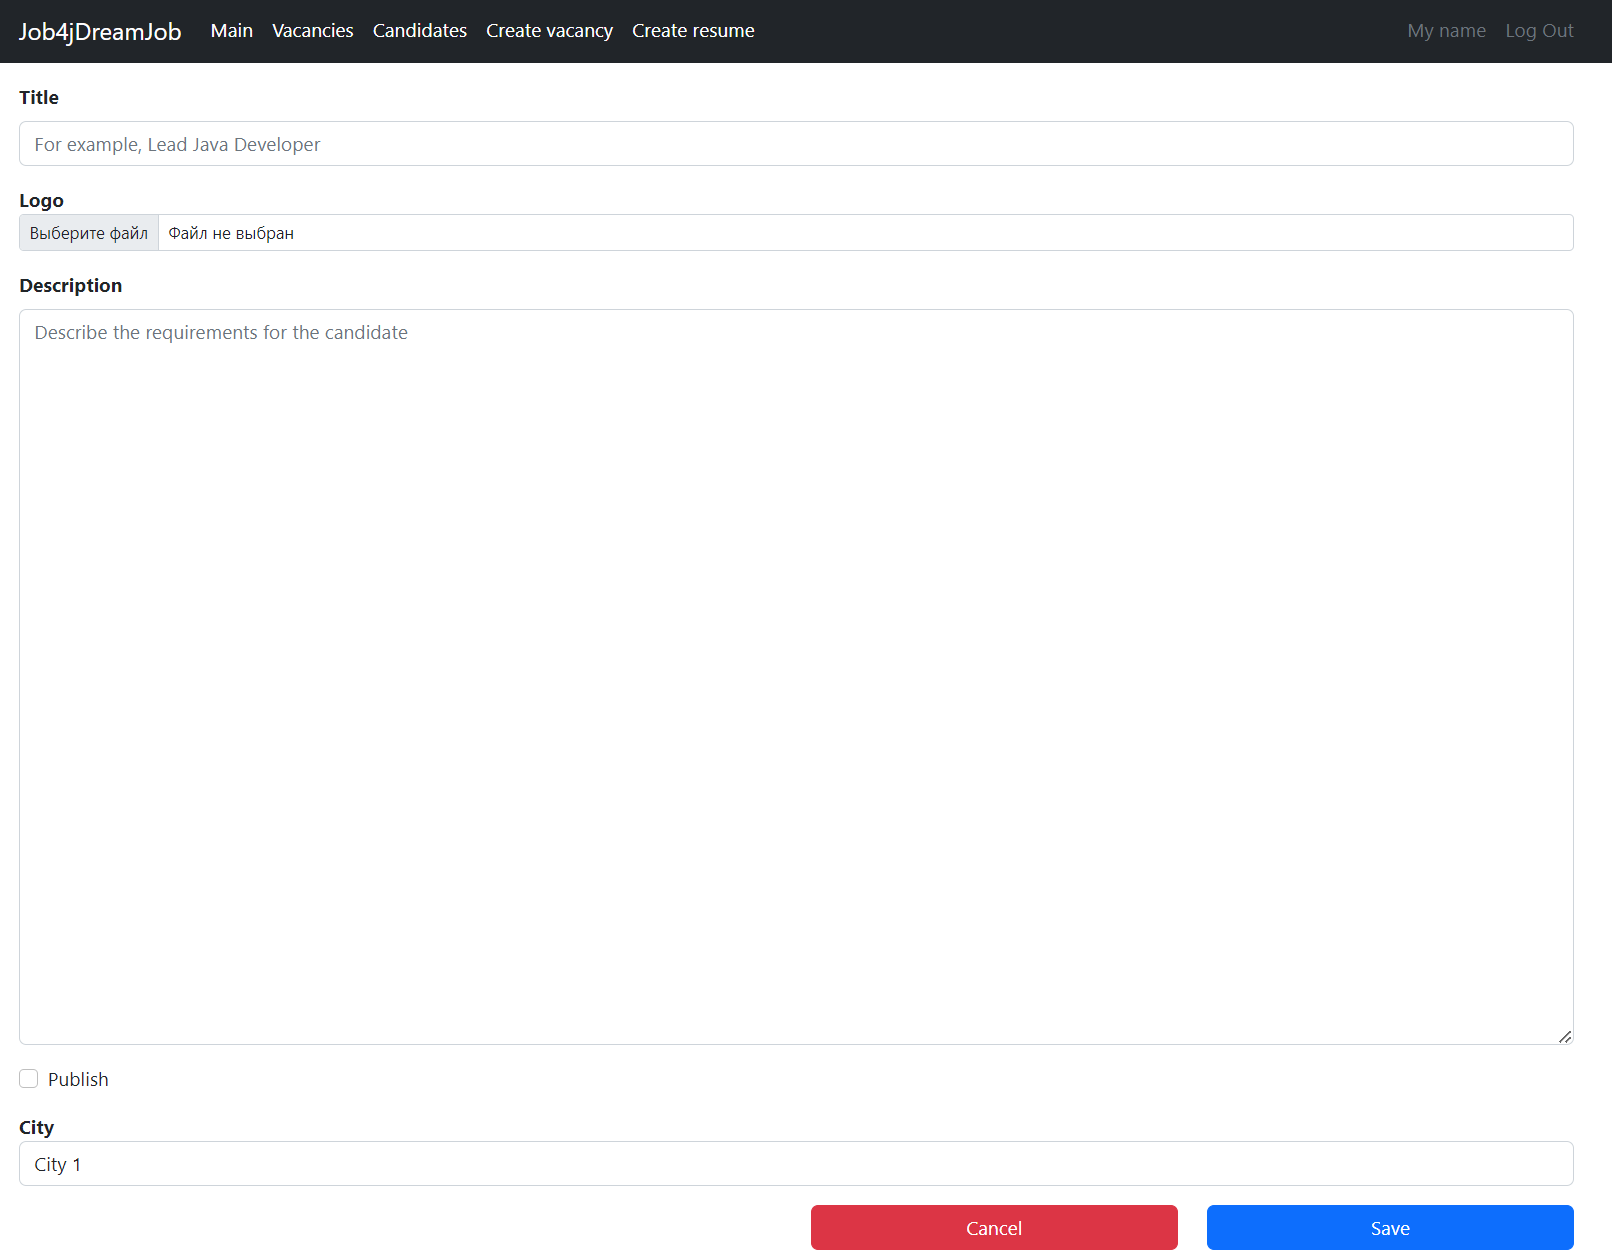 Job4jDreamJob Main Vacancies Candidates Create vacancy Create resume My name Log Out
Title
For example, Lead Java Developer
Logo
Выберите файл Файл не выбран
Description
Describe the requirements for the candidate
Publish
City
City 1
Cancel Save